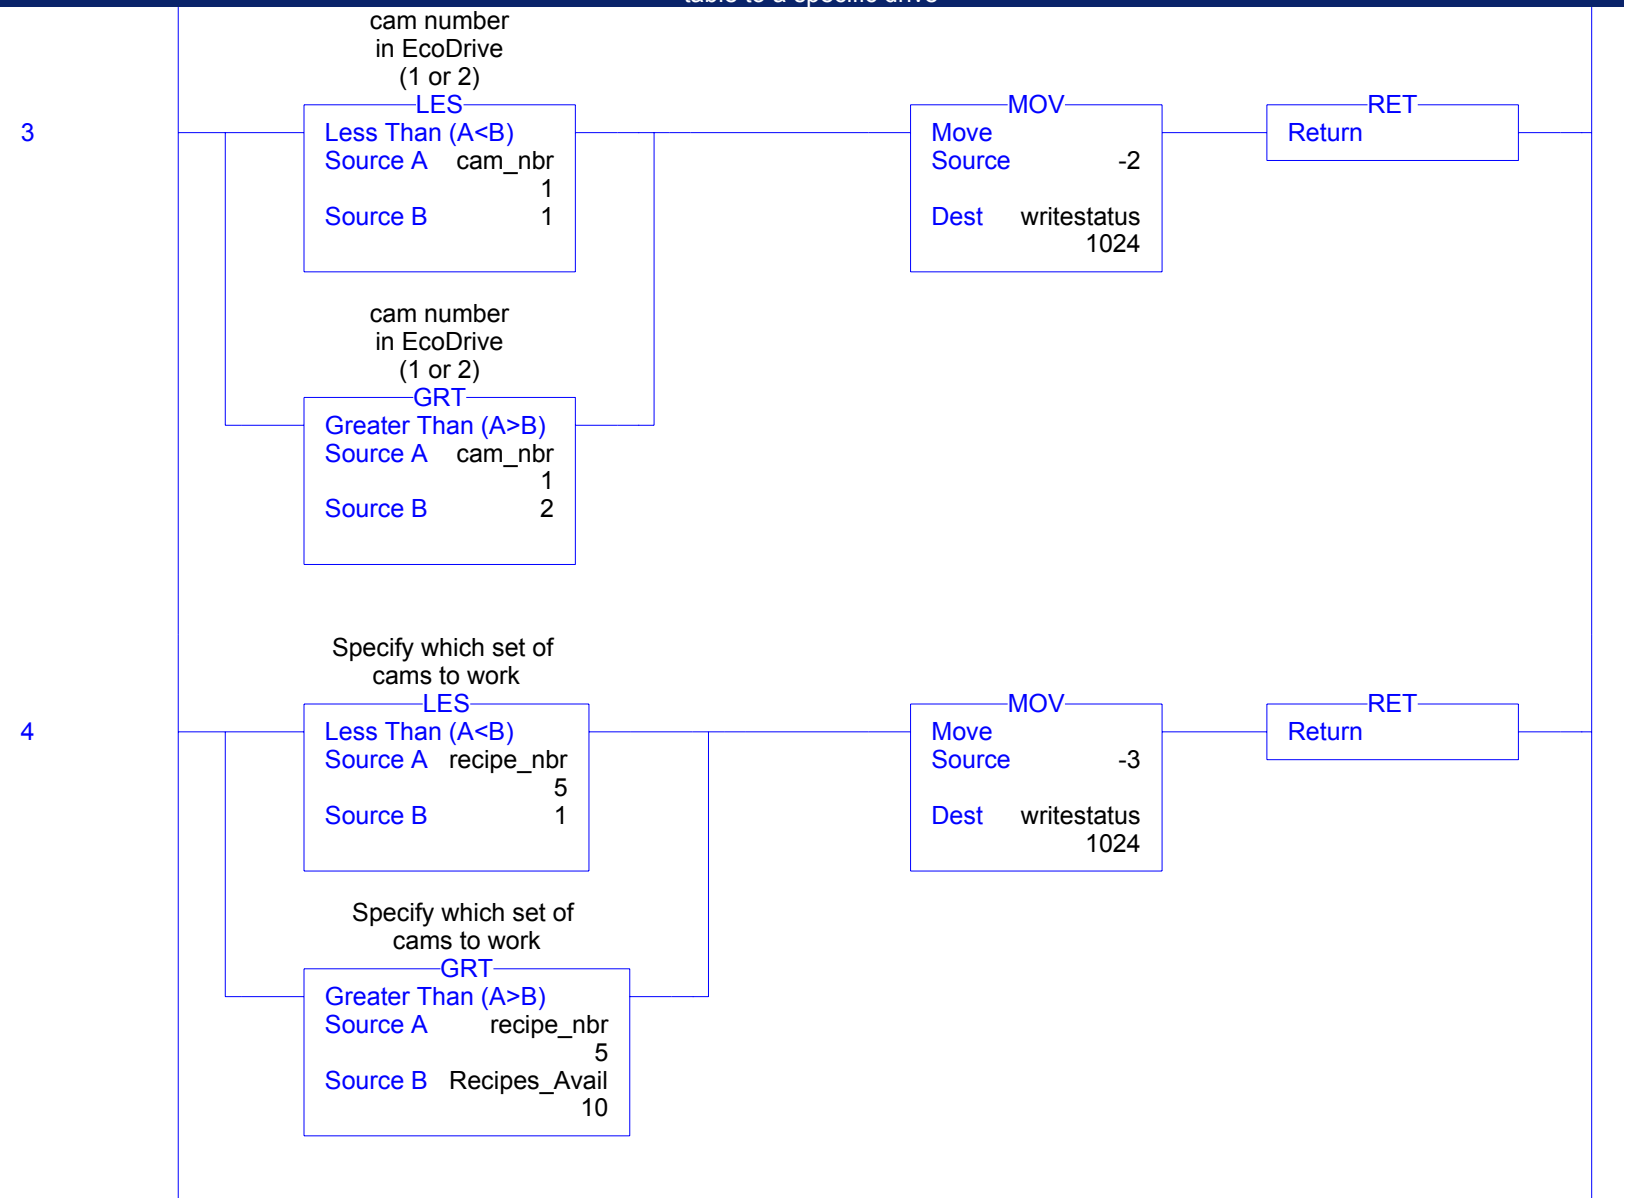 table to a specific drive
cam number
in EcoDrive
(1 or 2)
LES
MOV
RET
3
Less Than (A<B)
Move
Return
Source A cam_nbr
Source -2
1
Source B 1
Dest writestatus
1024
cam number
in EcoDrive
(1 or 2)
GRT
Greater Than (A>B)
Source A cam_nbr
1
Source B 2
Specify which set of
cams to work
LES
MOV
RET
4
Less Than (A<B)
Move
Return
Source A recipe_nbr
Source -3
5
Source B 1
Dest writestatus
1024
Specify which set of
cams to work
GRT
Greater Than (A>B)
Source A recipe_nbr
5
Source B Recipes_Avail
10